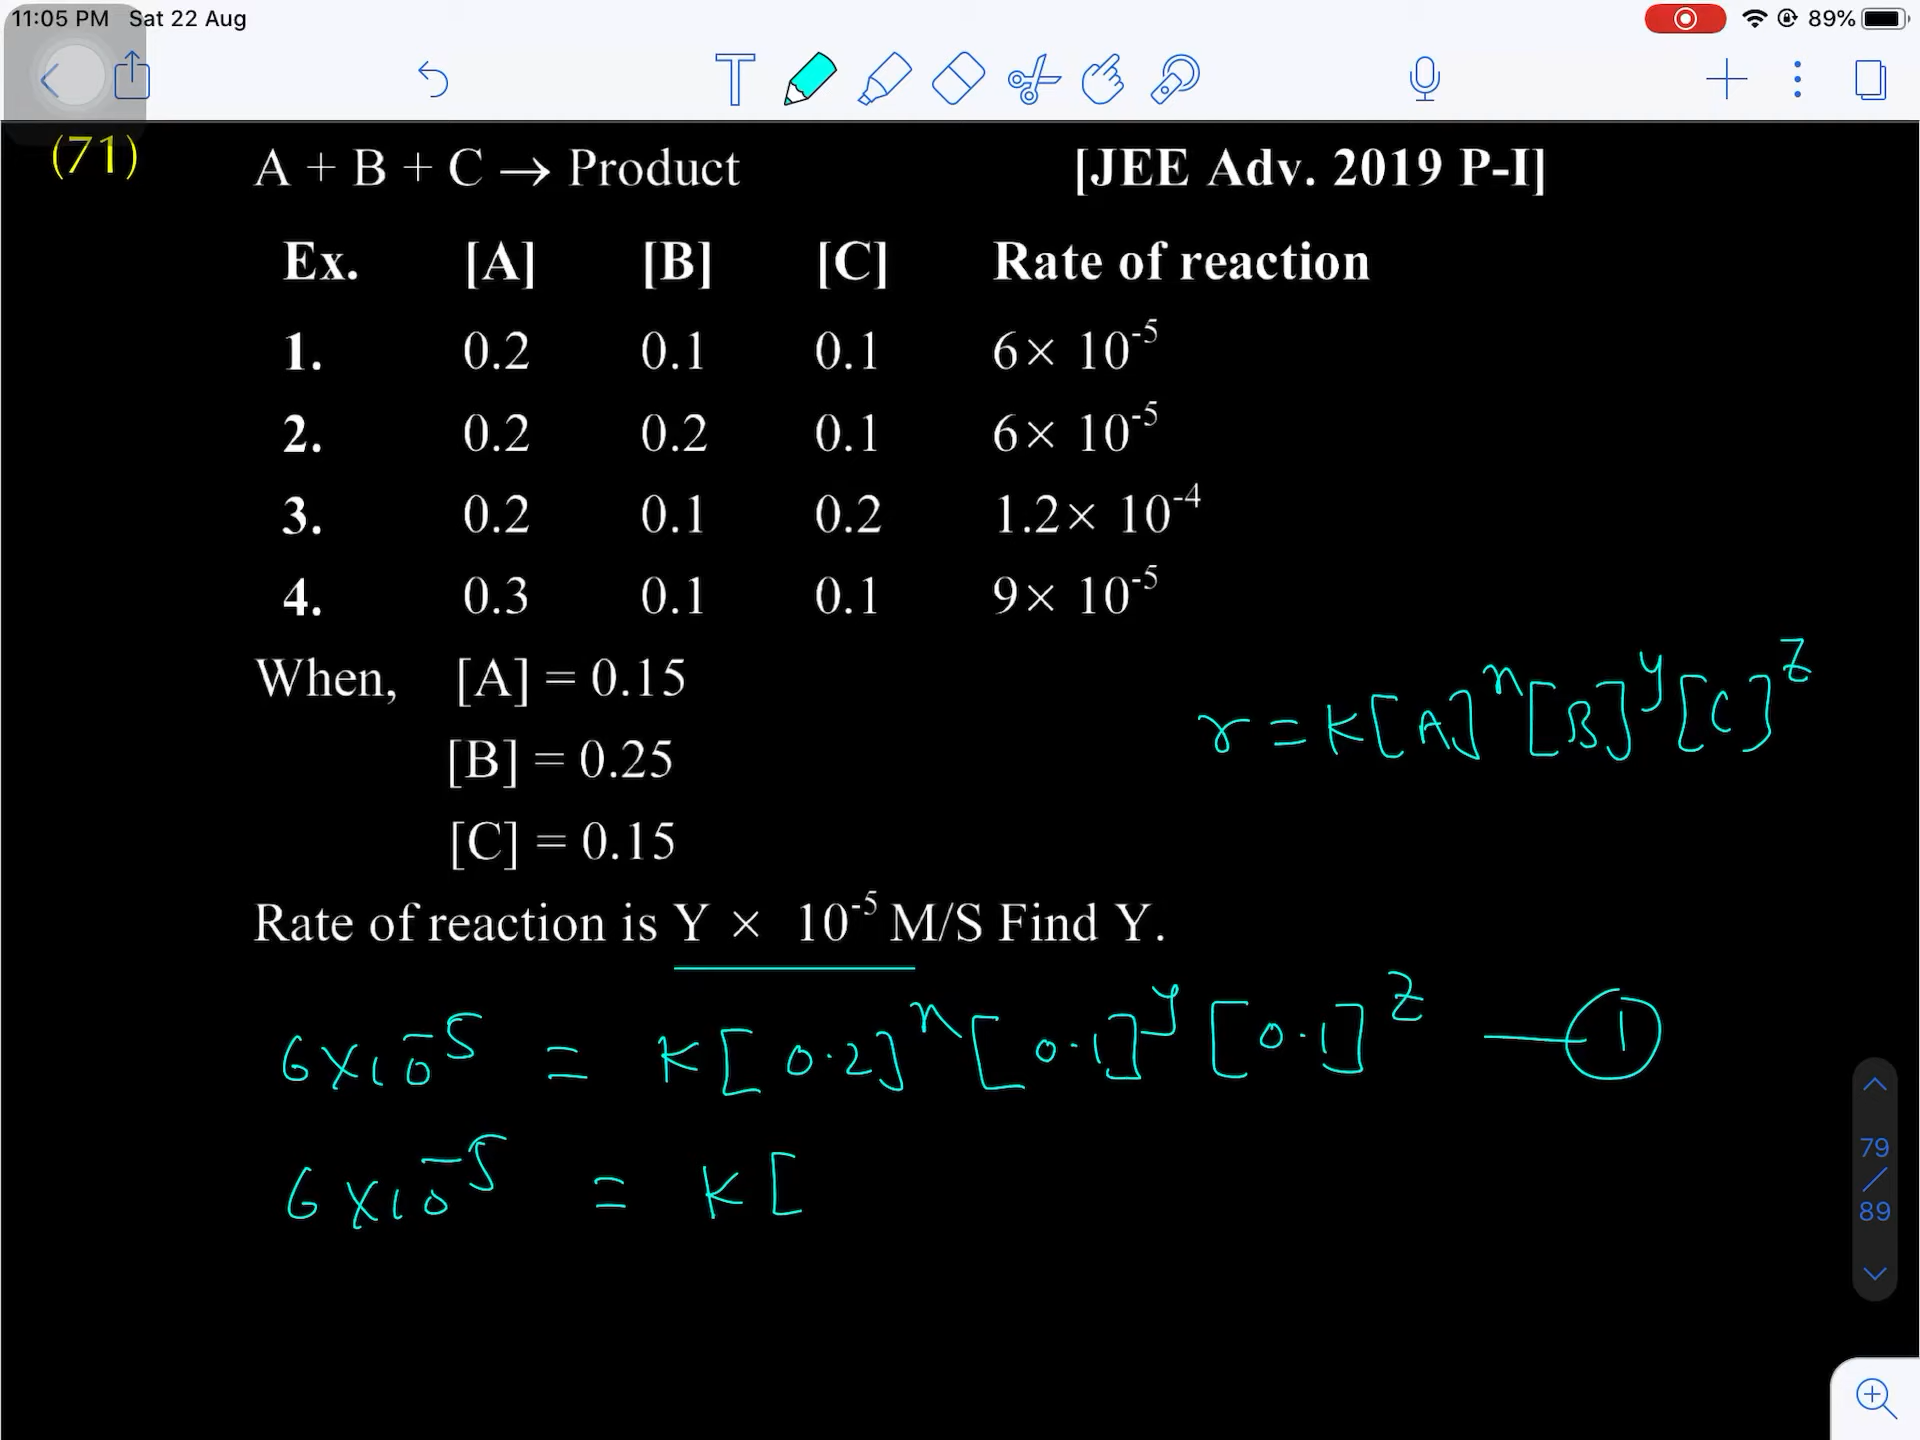 11:05 PM Sat 22 Aug 89%
(71) A + B + C → Product [JEE Adv. 2019 P-I]
Ex. [A] [B] [C] Rate of reaction
1. 0.2 0.1 0.1 6× 10⁻⁵
2. 0.2 0.2 0.1 6× 10⁻⁵
3. 0.2 0.1 0.2 1.2× 10⁻⁴
4. 0.3 0.1 0.1 9× 10⁻⁵
When, [A] = 0.15
r = K[A]ⁿ[B]ʸ[C]ᶻ
[B] = 0.25
[C] = 0.15
Rate of reaction is Y × 10⁻⁵ M/S Find Y.
6×10⁻⁵ = K[0.2]ⁿ[0.1]ʸ[0.1]ᶻ — 1
6×10⁻⁵ = K[
79
/
89